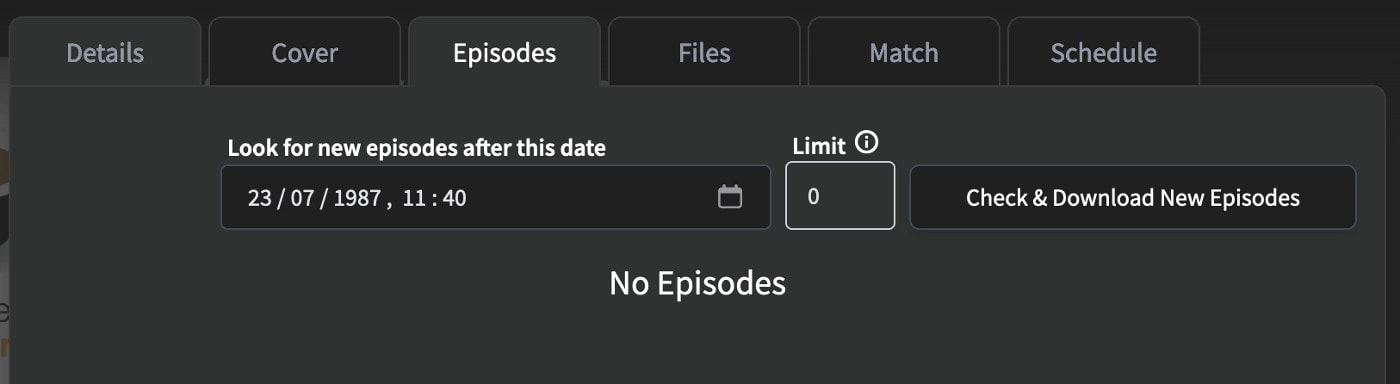 Details Cover Episodes Files Match Schedule
Look for new episodes after this date Limit
23 / 07 / 1987 , 11 : 40 0 Check & Download New Episodes
No Episodes